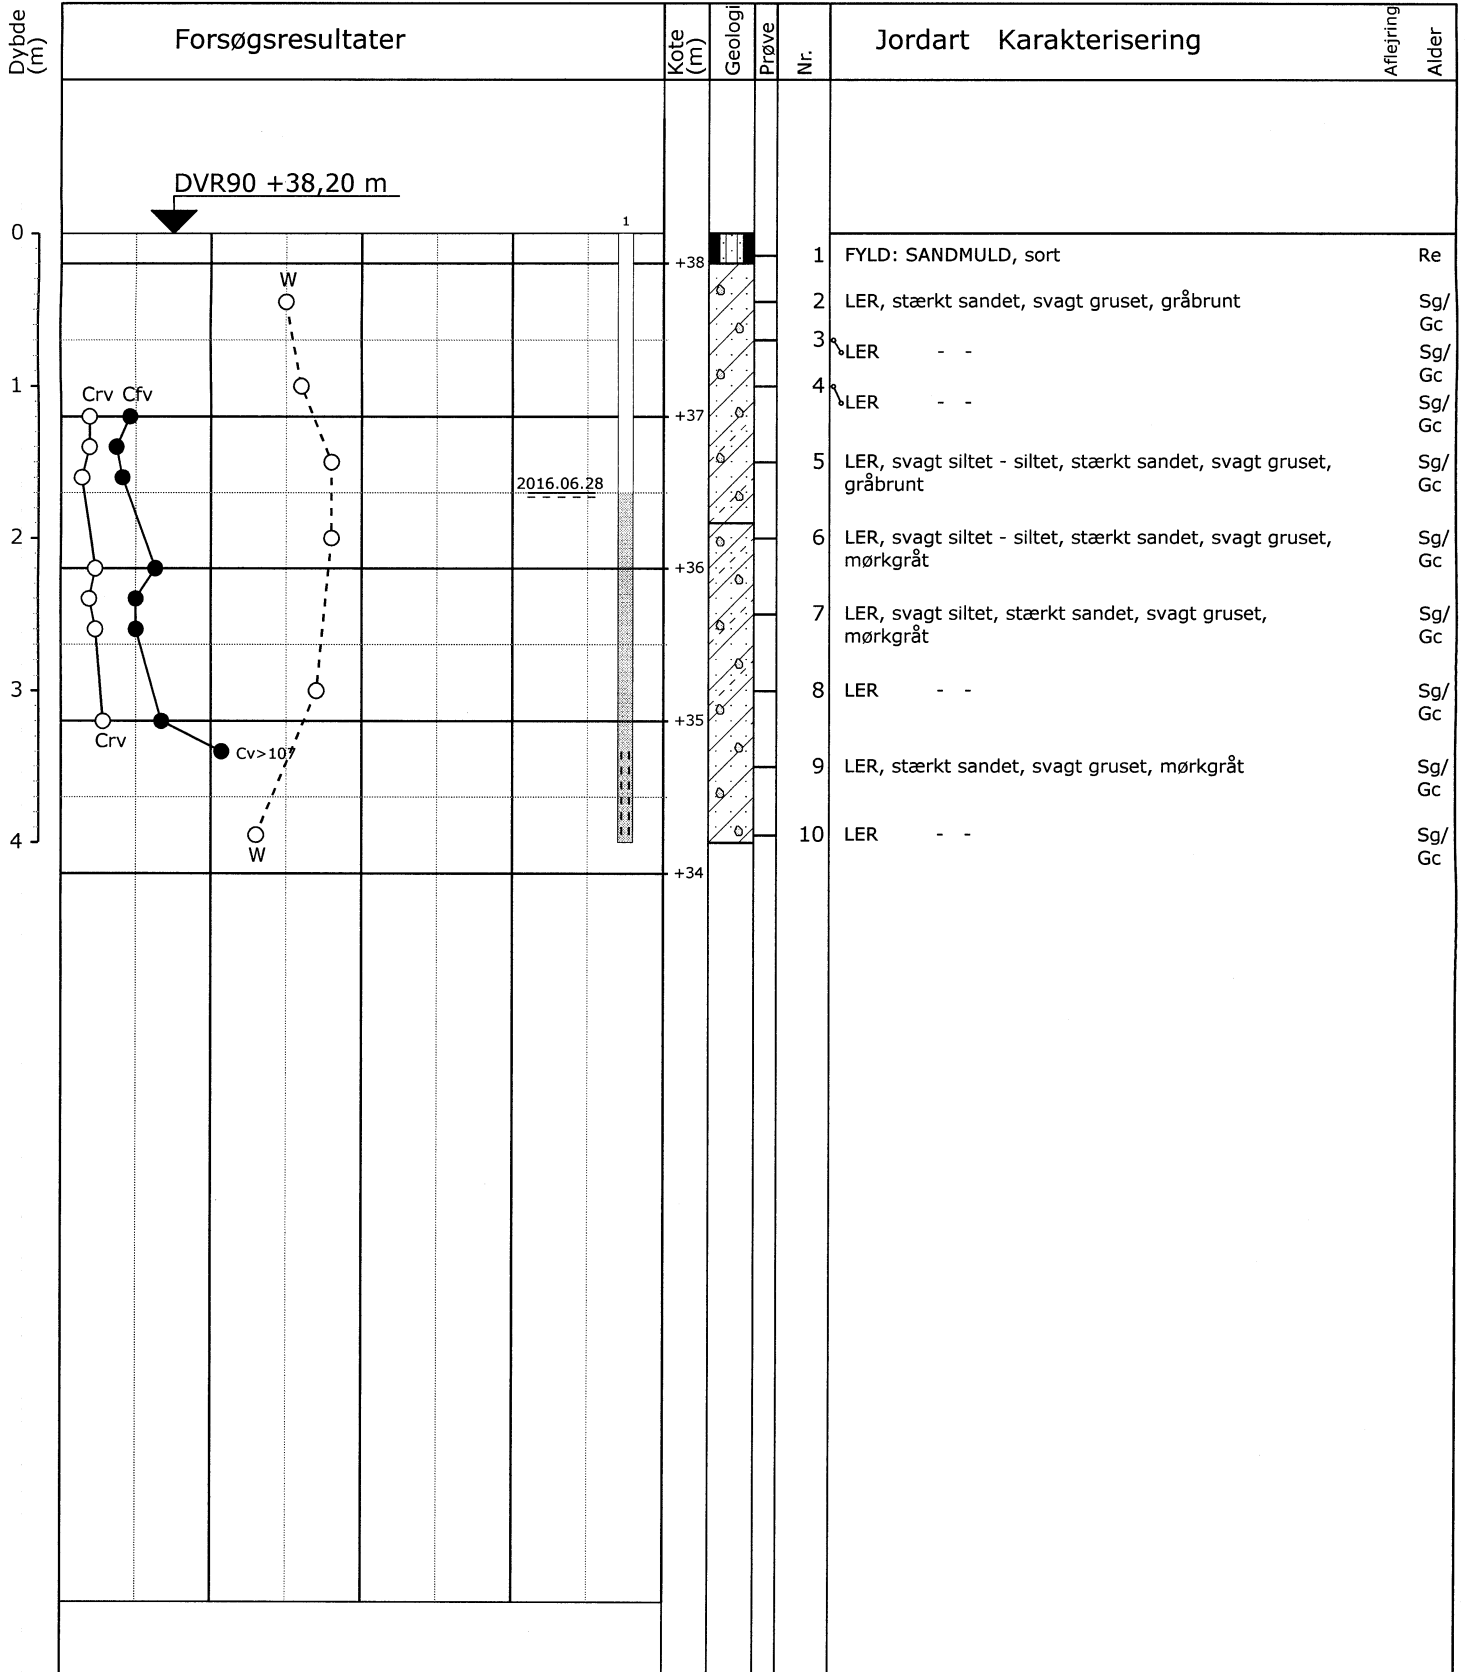 Dybde (m)
Forsøgsresultater
Kote (m)
Geologi
Prøve
Nr.
Jordart Karakterisering
Aflejring
Alder
DVR90 +38,20 m
1
0
+38
1 FYLD: SANDMULD, sort Re
W
2 LER, stærkt sandet, svagt gruset, gråbrunt Sg/
Gc
3 LER - - Sg/
Gc
1
4 LER - - Sg/
Gc
Crv Cfv
+37
5 LER, svagt siltet - siltet, stærkt sandet, svagt gruset, Sg/
gråbrunt Gc
2016.06.28
2
6 LER, svagt siltet - siltet, stærkt sandet, svagt gruset, Sg/
mørkgråt Gc
+36
7 LER, svagt siltet, stærkt sandet, svagt gruset, Sg/
mørkgråt Gc
3
8 LER - - Sg/
Gc
+35
Crv
Cv>107
9 LER, stærkt sandet, svagt gruset, mørkgråt Sg/
Gc
4
10 LER - - Sg/
Gc
W
+34